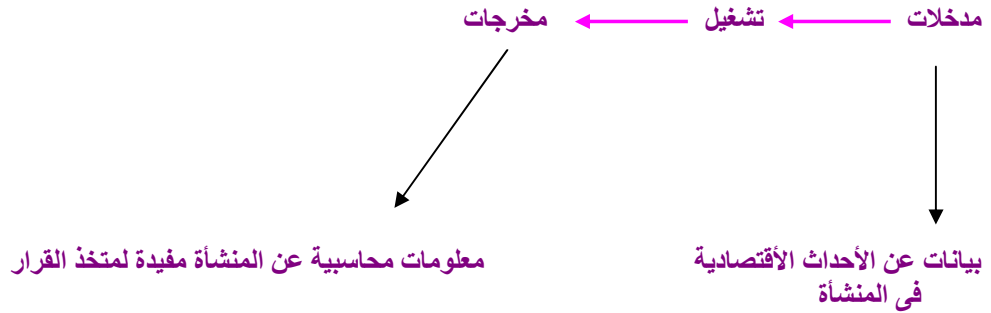 مدخلات تشغيل مخرجات
بيانات عن الأحداث الأقتصادية
فى المنشأة
معلومات محاسبية عن المنشأة مفيدة لمتخذ القرار